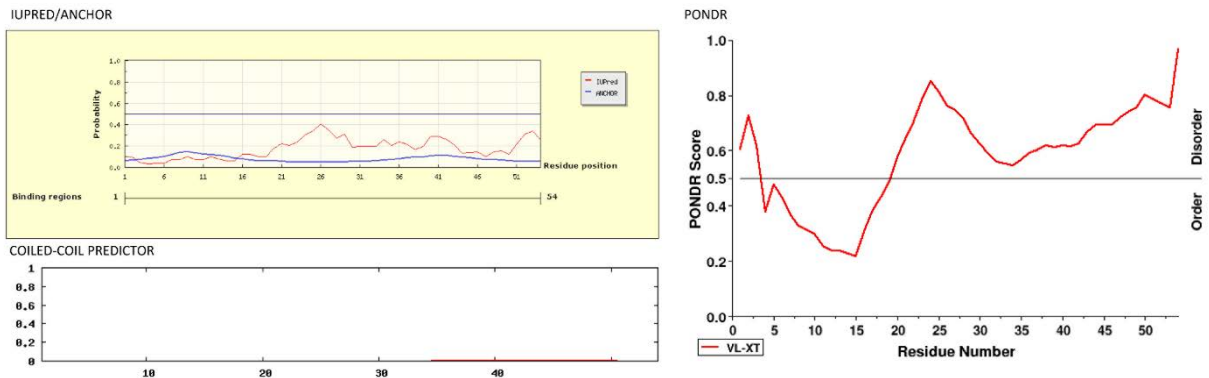 IUPRED/ANCHOR
1.0
0.8
0.6
0.4
0.2
0.0
Probability
1 6 11 16 21 26 31 36 41 46 51
Residue position
IUPred
ANCHOR
Binding regions 1 54
COILED-COIL PREDICTOR
1
0.8
0.6
0.4
0.2
0
10 20 30 40
PONDR
1.0
0.8
0.6
0.5
0.4
0.2
0.0
PONDR Score
Disorder
Order
0 5 10 15 20 25 30 35 40 45 50
VL-XT
Residue Number